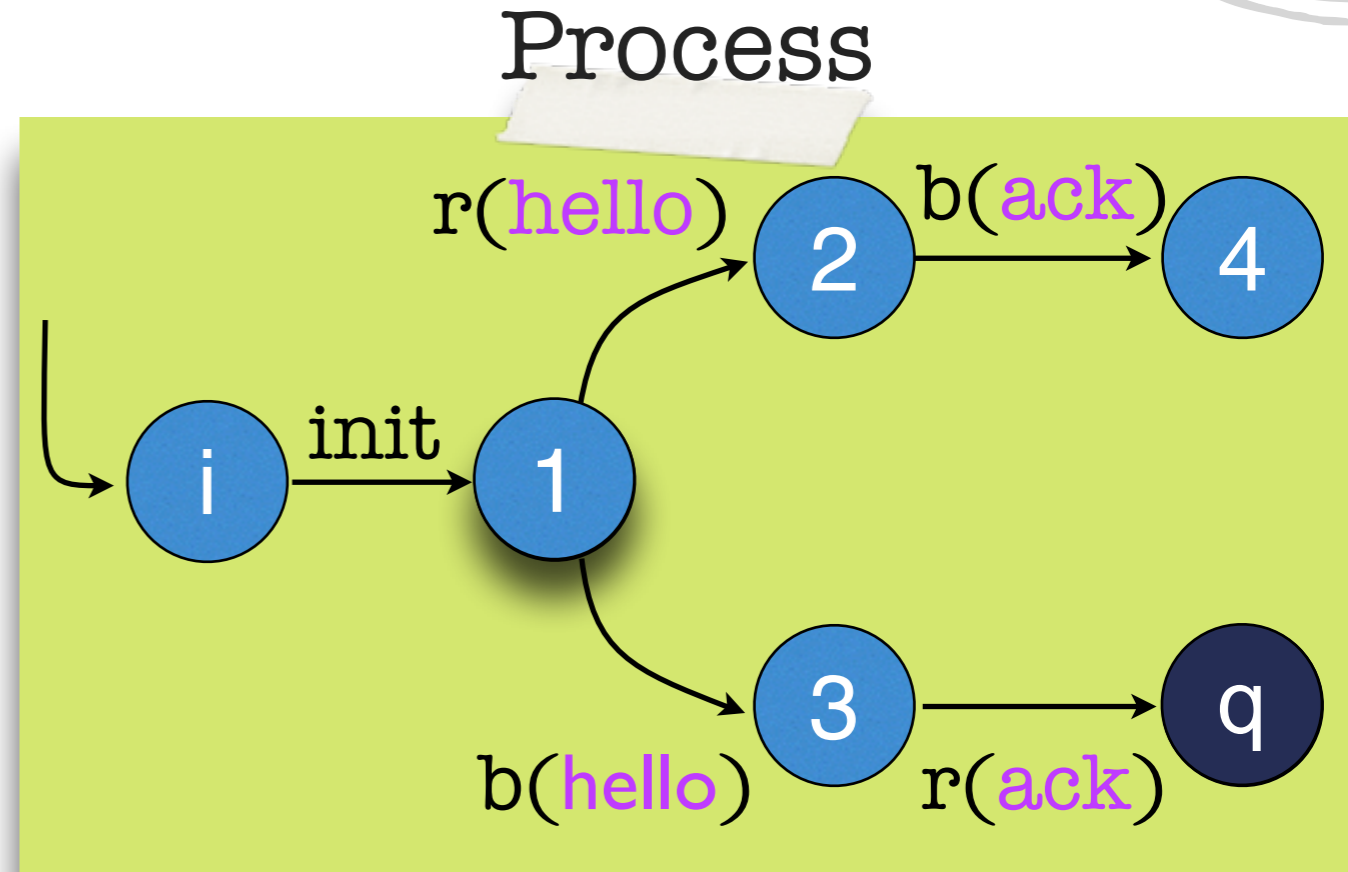 Process
r(hello)
b(ack)
2
4
init
i
1
3
q
b(hello)
r(ack)